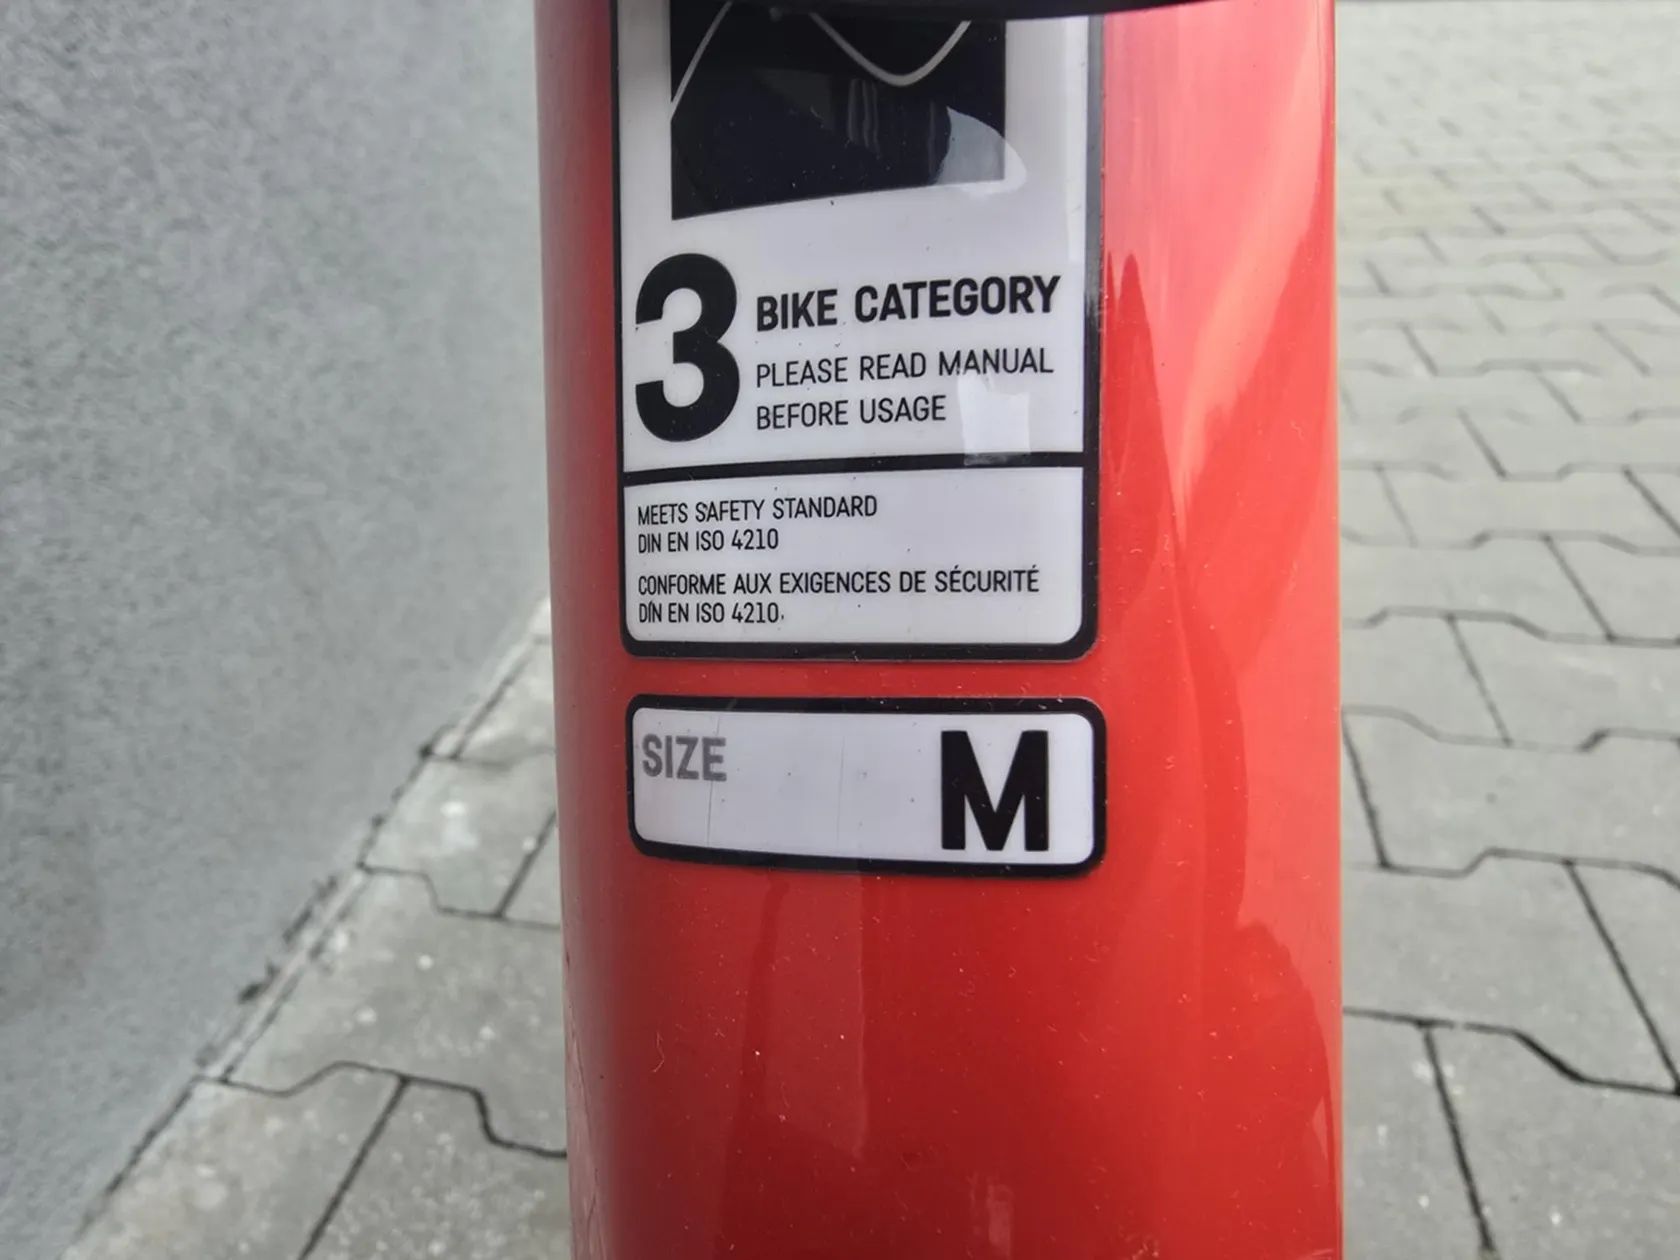 3 BIKE CATEGORY
PLEASE READ MANUAL
BEFORE USAGE
MEETS SAFETY STANDARD
DIN EN ISO 4210
CONFORME AUX EXIGENCES DE SÉCURITÉ
DIN EN ISO 4210.
SIZE M